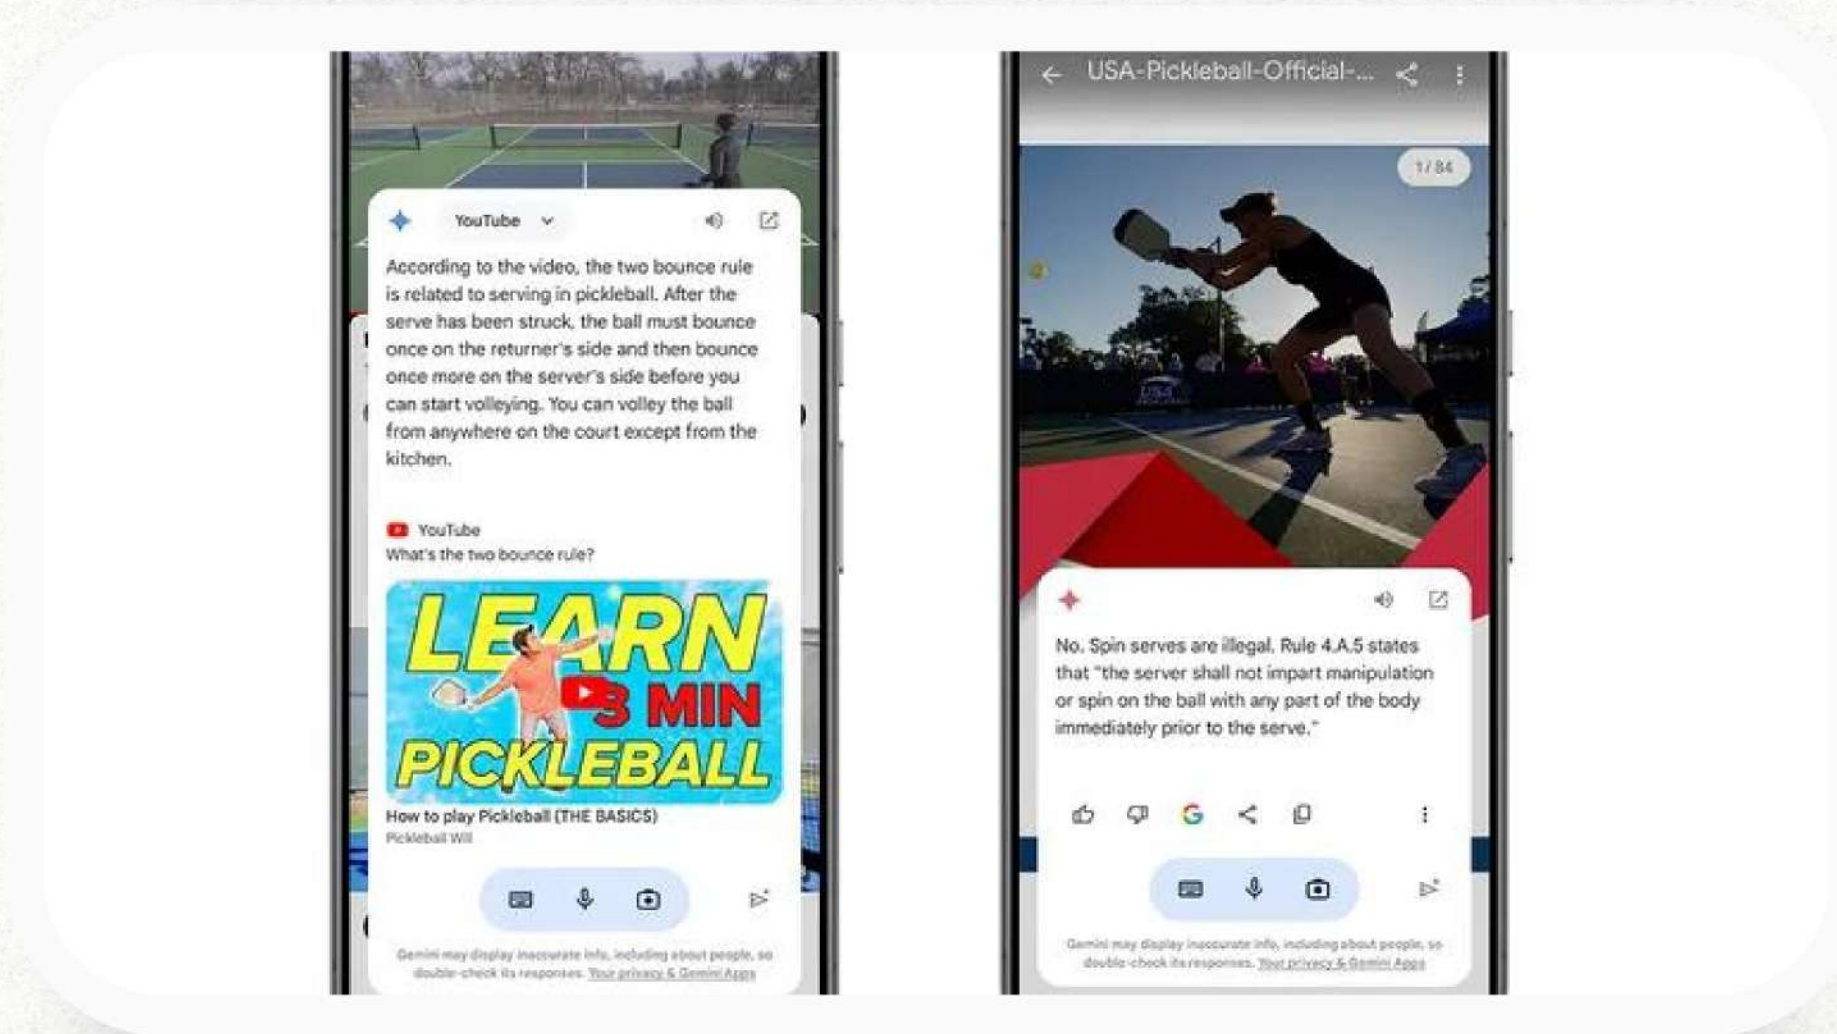 YouTube
According to the video, the two bounce rule
is related to serving in pickleball. After the
serve has been struck, the ball must bounce
once on the returner's side and then bounce
once more on the server's side before you
can start volleying. You can volley the ball
from anywhere on the court except from the
kitchen.
YouTube
What's the two bounce rule?
LEARN
3 MIN
PICKLEBALL
How to play Pickleball (THE BASICS)
Pickleball Will
Gemini may display inaccurate info, including about people, so
double-check its responses. Your privacy & Gemini Apps
USA-Pickleball-Official-...
1 / 84
USA
No. Spin serves are illegal. Rule 4.A.5 states
that "the server shall not impart manipulation
or spin on the ball with any part of the body
immediately prior to the serve."
Gemini may display inaccurate info, including about people, so
double-check its responses. Your privacy & Gemini Apps